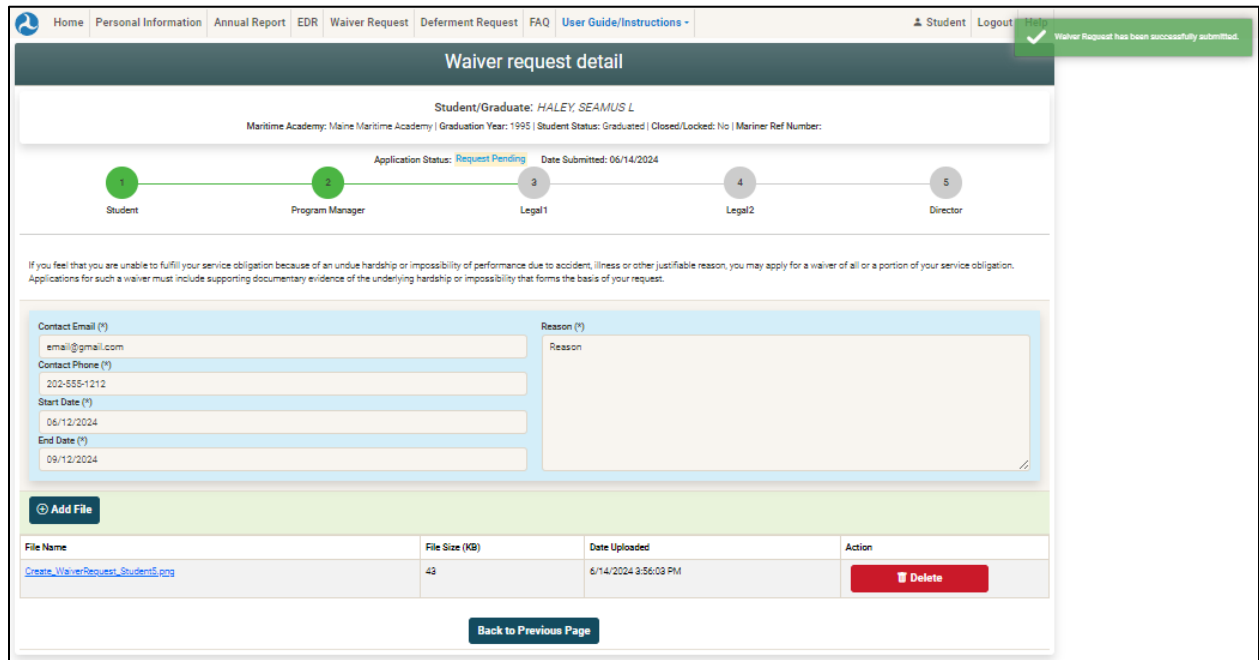 Home Personal Information Annual Report EDR Waiver Request Deferment Request FAQ User Guide/Instructions - Student Logout Help
Waiver Request has been successfully submitted.
Waiver request detail
Student/Graduate: HALEY, SEAMUS L
Maritime Academy: Maine Maritime Academy | Graduation Year: 1995 | Student Status: Graduated | Closed/Locked: No | Mariner Ref Number:
Application Status: Request Pending Date Submitted: 06/14/2024
1 2 3 4 5
Student Program Manager Legal1 Legal2 Director
If you feel that you are unable to fulfill your service obligation because of an undue hardship or impossibility of performance due to accident, illness or other justifiable reason, you may apply for a waiver of all or a portion of your service obligation.
Applications for such a waiver must include supporting documentary evidence of the underlying hardship or impossibility that forms the basis of your request.
Contact Email (*)
email@gmail.com
Contact Phone (*)
202-555-1212
Start Date (*)
06/12/2024
End Date (*)
09/12/2024
Reason (*)
Reason
Add File
File Name File Size (KB) Date Uploaded Action
Create_WaiverRequest_Student5.png 43 6/14/2024 3:56:03 PM Delete
Back to Previous Page